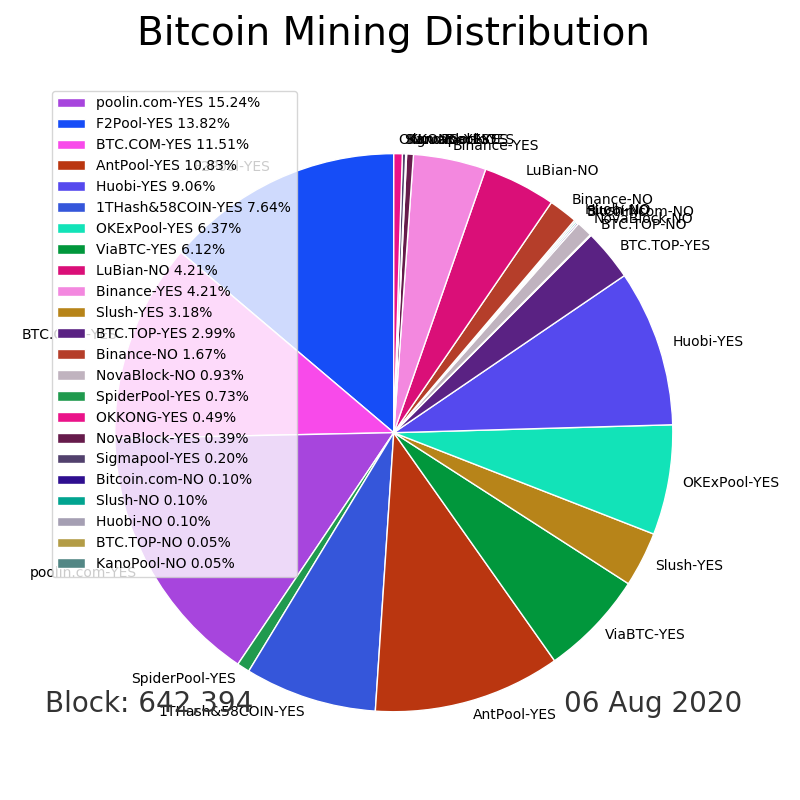 Bitcoin Mining Distribution
poolin.com-YES 15.24%
F2Pool-YES 13.82%
BTC.COM-YES 11.51%
AntPool-YES 10.83%
Huobi-YES 9.06%
1THash&58COIN-YES 7.64%
OKExPool-YES 6.37%
ViaBTC-YES 6.12%
LuBian-NO 4.21%
Binance-YES 4.21%
Slush-YES 3.18%
BTC.TOP-YES 2.99%
Binance-NO 1.67%
NovaBlock-NO 0.93%
SpiderPool-YES 0.73%
OKKONG-YES 0.49%
NovaBlock-YES 0.39%
Sigmapool-YES 0.20%
Bitcoin.com-NO 0.10%
Slush-NO 0.10%
Huobi-NO 0.10%
BTC.TOP-NO 0.05%
KanoPool-NO 0.05%
Binance-YES
LuBian-NO
Binance-NO
NovaBlock-NO
BTC.TOP-NO
BTC.TOP-YES
Huobi-YES
OKExPool-YES
Slush-YES
ViaBTC-YES
AntPool-YES
1THash&58COIN-YES
SpiderPool-YES
poolin.com-YES
Block: 642,394
06 Aug 2020